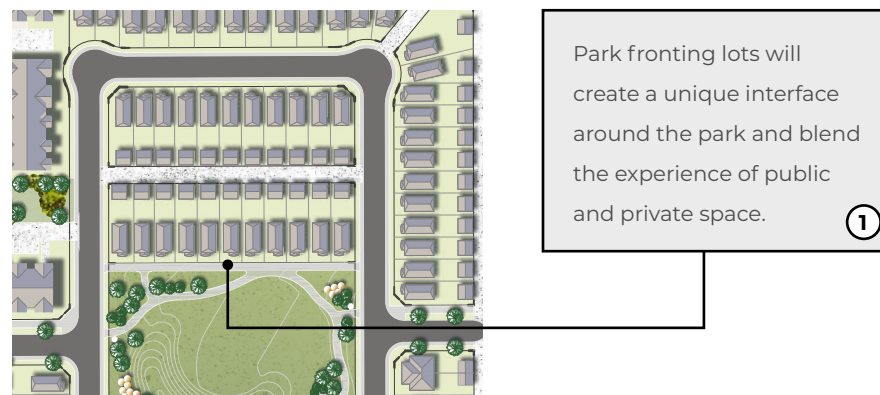 Park fronting lots will
create a unique interface
around the park and blend
the experience of public
and private space.
1